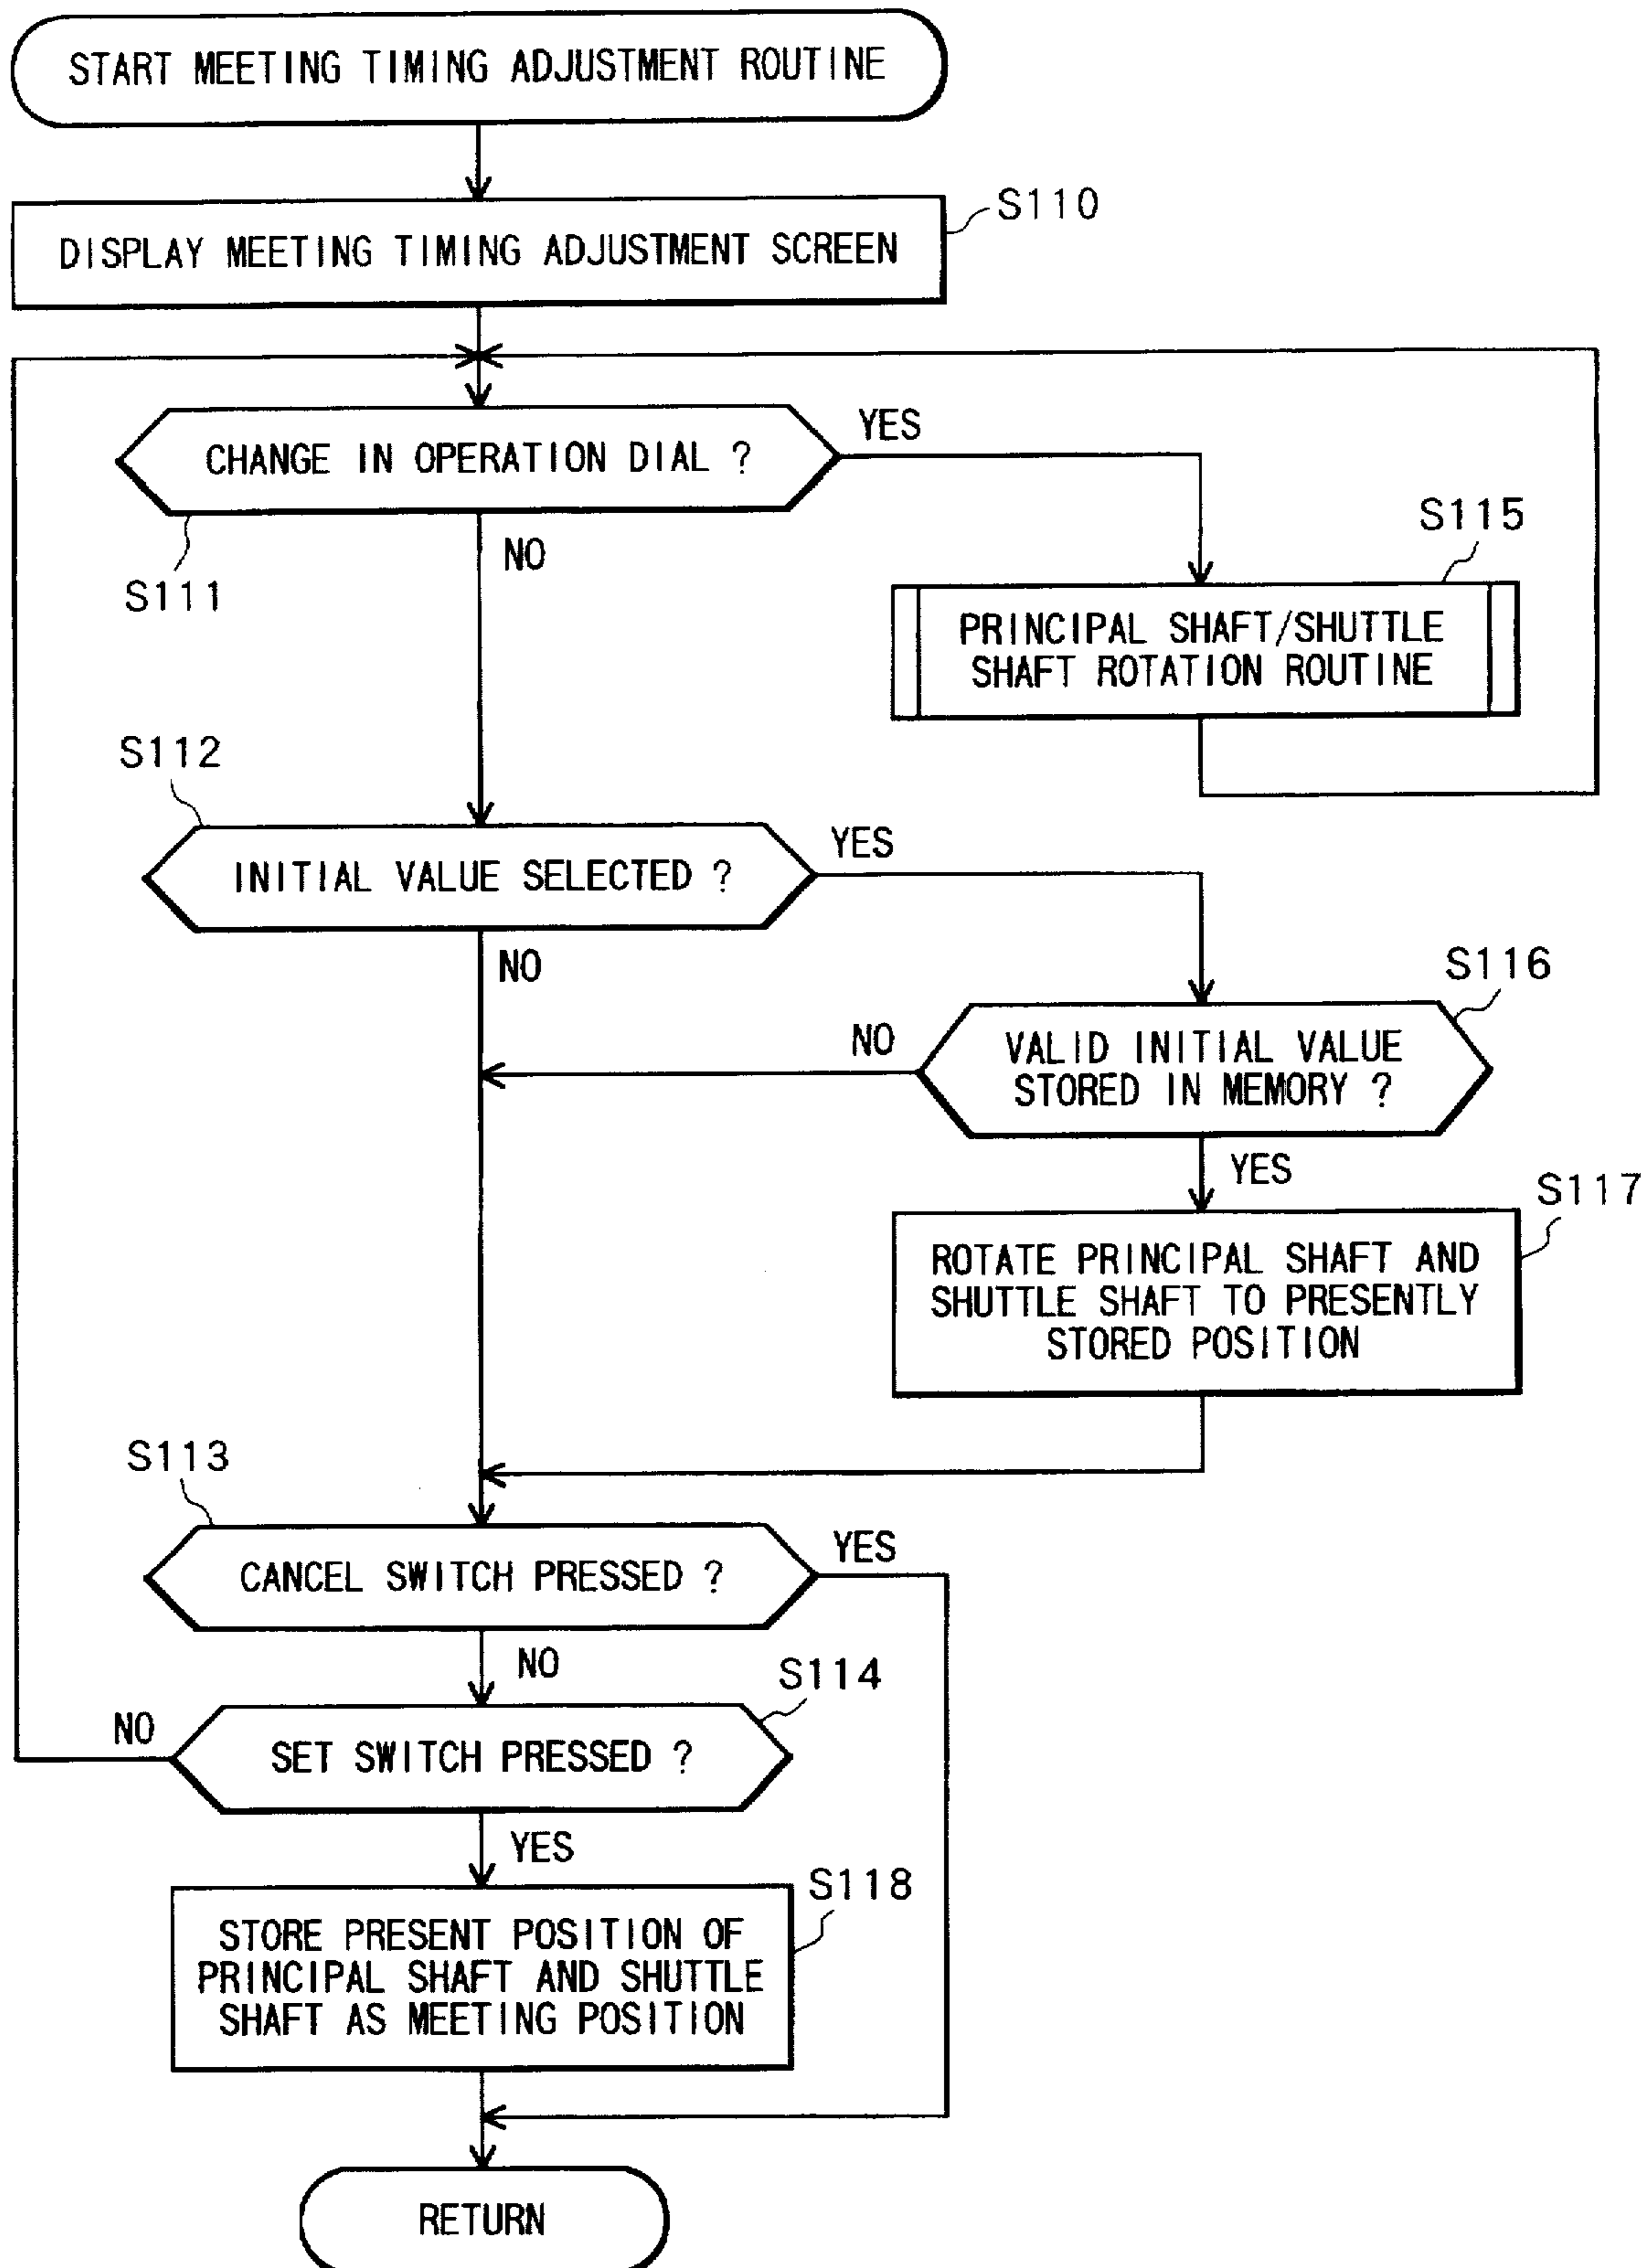 START MEETING TIMING ADJUSTMENT ROUTINE
S110
DISPLAY MEETING TIMING ADJUSTMENT SCREEN
YES
CHANGE IN OPERATION DIAL ?
S115
NO
S111
PRINCIPAL SHAFT/SHUTTLE
SHAFT ROTATION ROUTINE
S112
YES
INITIAL VALUE SELECTED ?
NO
S116
NO
VALID INITIAL VALUE
STORED IN MEMORY ?
YES
S117
ROTATE PRINCIPAL SHAFT AND
SHUTTLE SHAFT TO PRESENTLY
STORED POSITION
S113
YES
CANCEL SWITCH PRESSED ?
NO
S114
NO
SET SWITCH PRESSED ?
YES
S118
STORE PRESENT POSITION OF
PRINCIPAL SHAFT AND SHUTTLE
SHAFT AS MEETING POSITION
RETURN